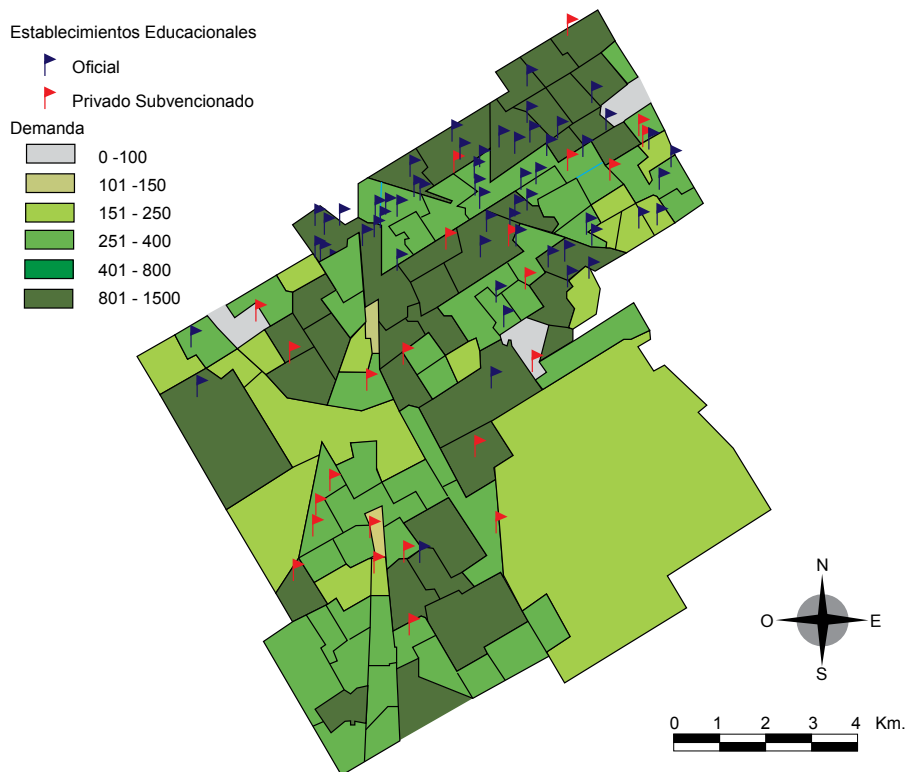 Establecimientos Educacionales
Oficial
Privado Subvencionado
Demanda
0 -100
101 -150
151 - 250
251 - 400
401 - 800
801 - 1500
N
O E
S
0 1 2 3 4 Km.